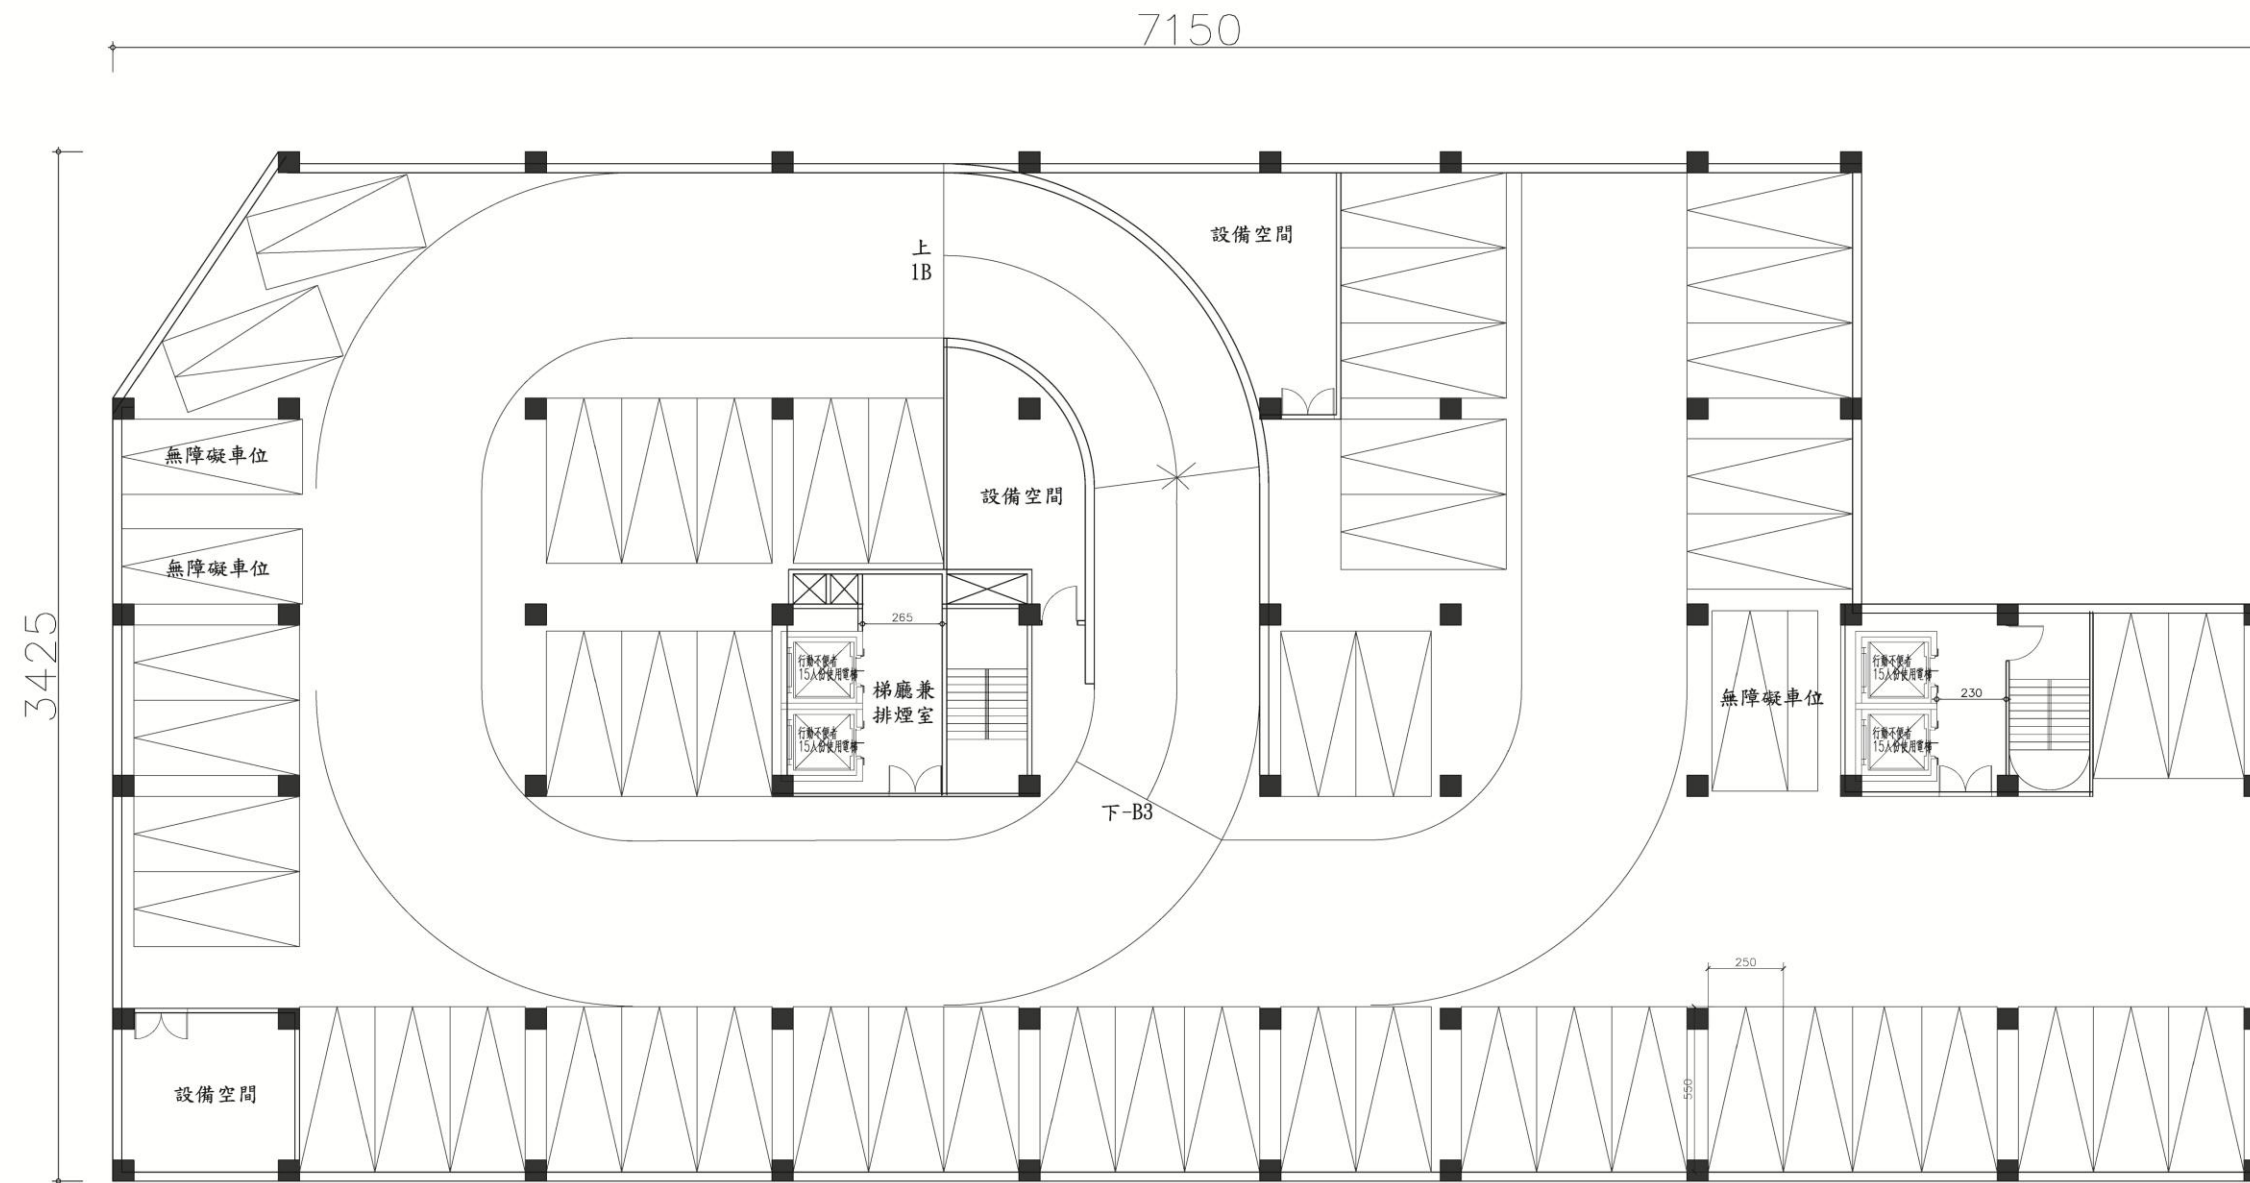 7150
3425
設備空間
上
1B
無障礙車位
設備空間
無障礙車位
265
行動不便者
15人份使用電梯
行動不便者
15人份使用電梯
梯廳兼
排煙室
無障礙車位
行動不便者
15人份使用電梯
行動不便者
15人份使用電梯
230
下-B3
250
550
設備空間